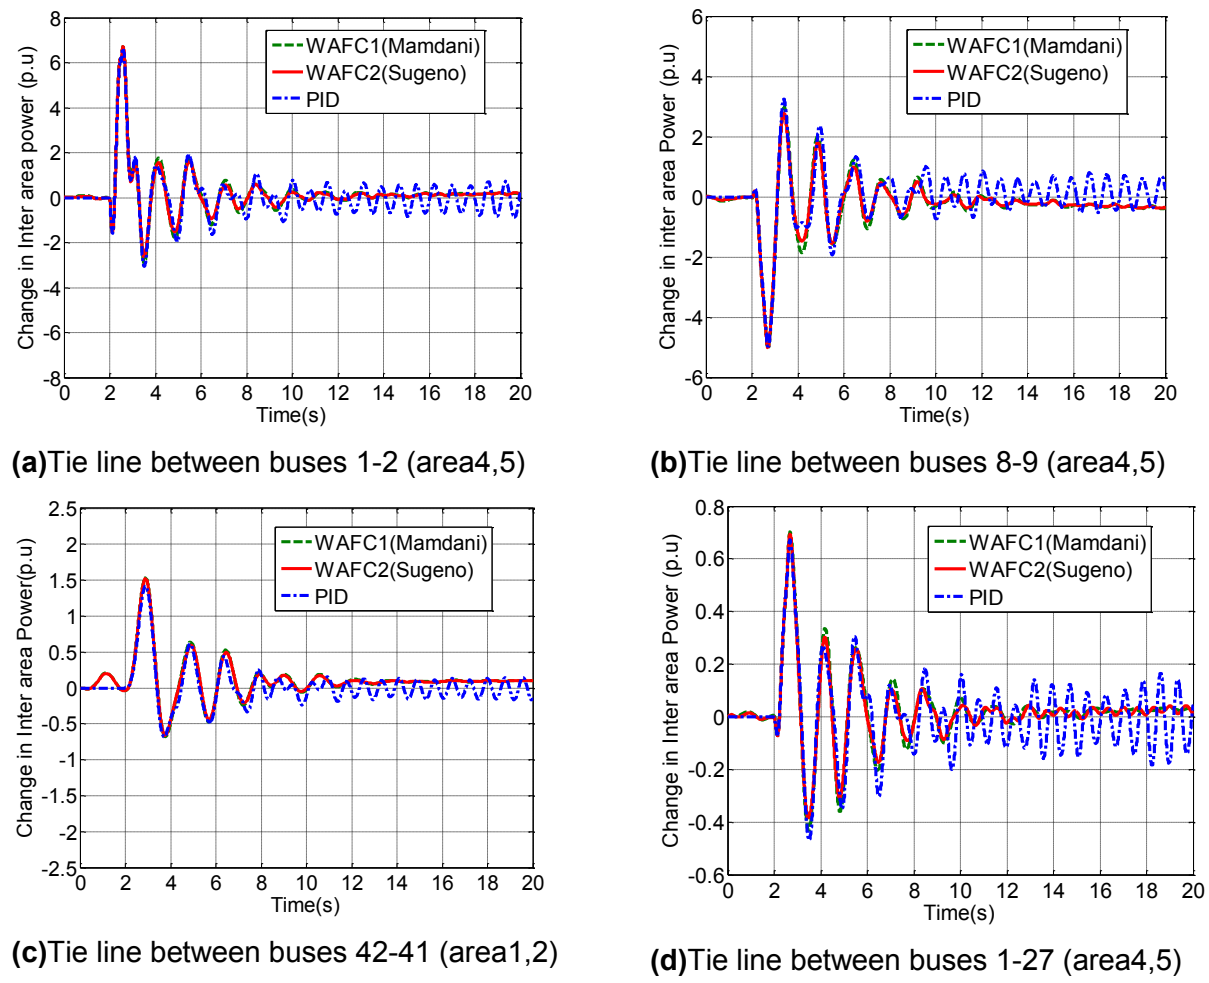 8
6
4
2
0
-2
-4
-6
-8
0 2 4 6 8 10 12 14 16 18 20
Change in Inter area power (p.u)
Time(s)
WAFC1(Mamdani)
WAFC2(Sugeno)
PID
(a)Tie line between buses 1-2 (area4,5)
6
4
2
0
-2
-4
-6
0 2 4 6 8 10 12 14 16 18 20
Change in Inter area Power (p.u)
Time(s)
WAFC1(Mamdani)
WAFC2(Sugeno)
PID
(b)Tie line between buses 8-9 (area4,5)
2.5
2
1.5
1
0.5
0
-0.5
-1
-1.5
-2
-2.5
0 2 4 6 8 10 12 14 16 18 20
Change in Inter area Power(p.u)
Time(s)
WAFC1(Mamdani)
WAFC2(Sugeno)
PID
(c)Tie line between buses 42-41 (area1,2)
0.8
0.6
0.4
0.2
0
-0.2
-0.4
-0.6
0 2 4 6 8 10 12 14 16 18 20
Change in Inter area Power (p.u)
Time(s)
WAFC1(Mamdani)
WAFC2(Sugeno)
PID
(d)Tie line between buses 1-27 (area4,5)